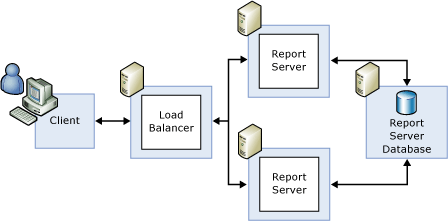 Client
Load
Balancer
Report
Server
Report
Server
Report
Server
Database